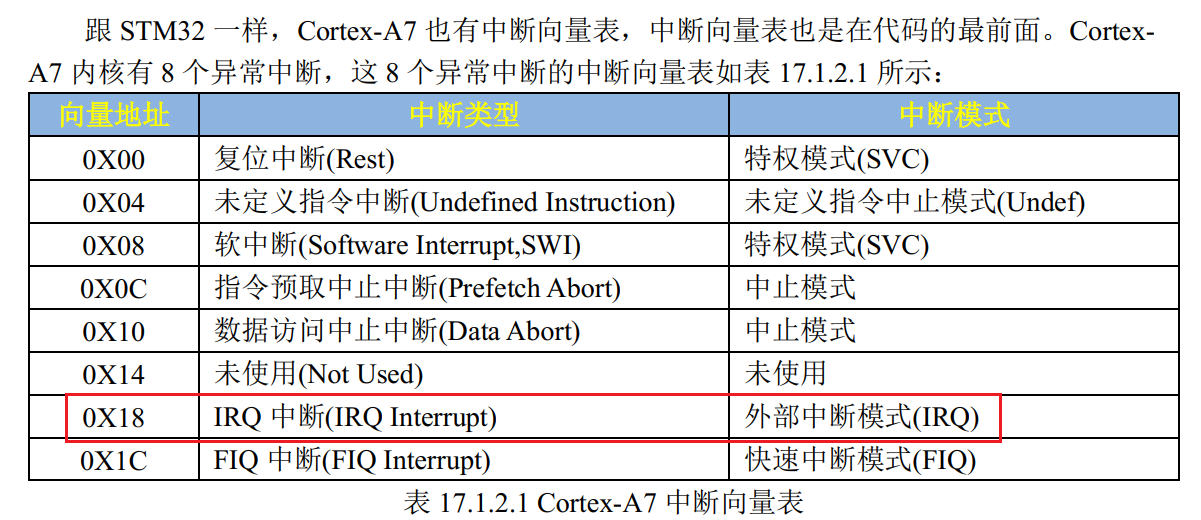 跟 STM32 一样，Cortex-A7 也有中断向量表，中断向量表也是在代码的最前面。Cortex-
A7 内核有 8 个异常中断，这 8 个异常中断的中断向量表如表 17.1.2.1 所示：
向量地址 中断类型 中断模式
0X00 复位中断(Rest) 特权模式(SVC)
0X04 未定义指令中断(Undefined Instruction) 未定义指令中止模式(Undef)
0X08 软中断(Software Interrupt,SWI) 特权模式(SVC)
0X0C 指令预取中止中断(Prefetch Abort) 中止模式
0X10 数据访问中止中断(Data Abort) 中止模式
0X14 未使用(Not Used) 未使用
0X18 IRQ 中断(IRQ Interrupt) 外部中断模式(IRQ)
0X1C FIQ 中断(FIQ Interrupt) 快速中断模式(FIQ)
表 17.1.2.1 Cortex-A7 中断向量表